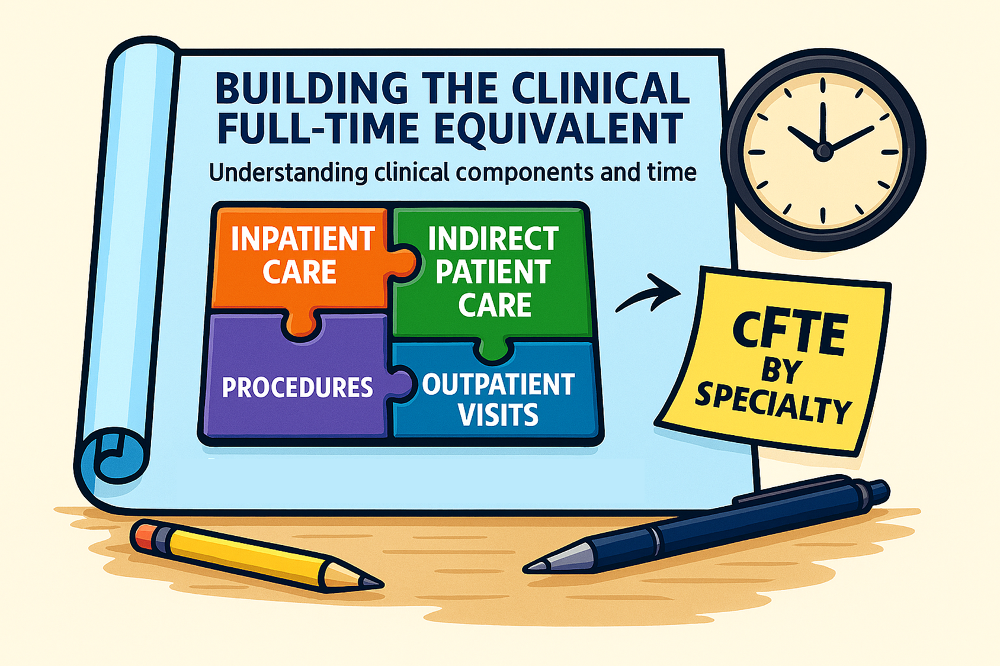 BUILDING THE CLINICAL
FULL-TIME EQUIVALENT
Understanding clinical components and time
INPATIENT
CARE
INDIRECT
PATIENT
CARE
PROCEDURES
OUTPATIENT
VISITS
cFTE
BY
SPECIALTY